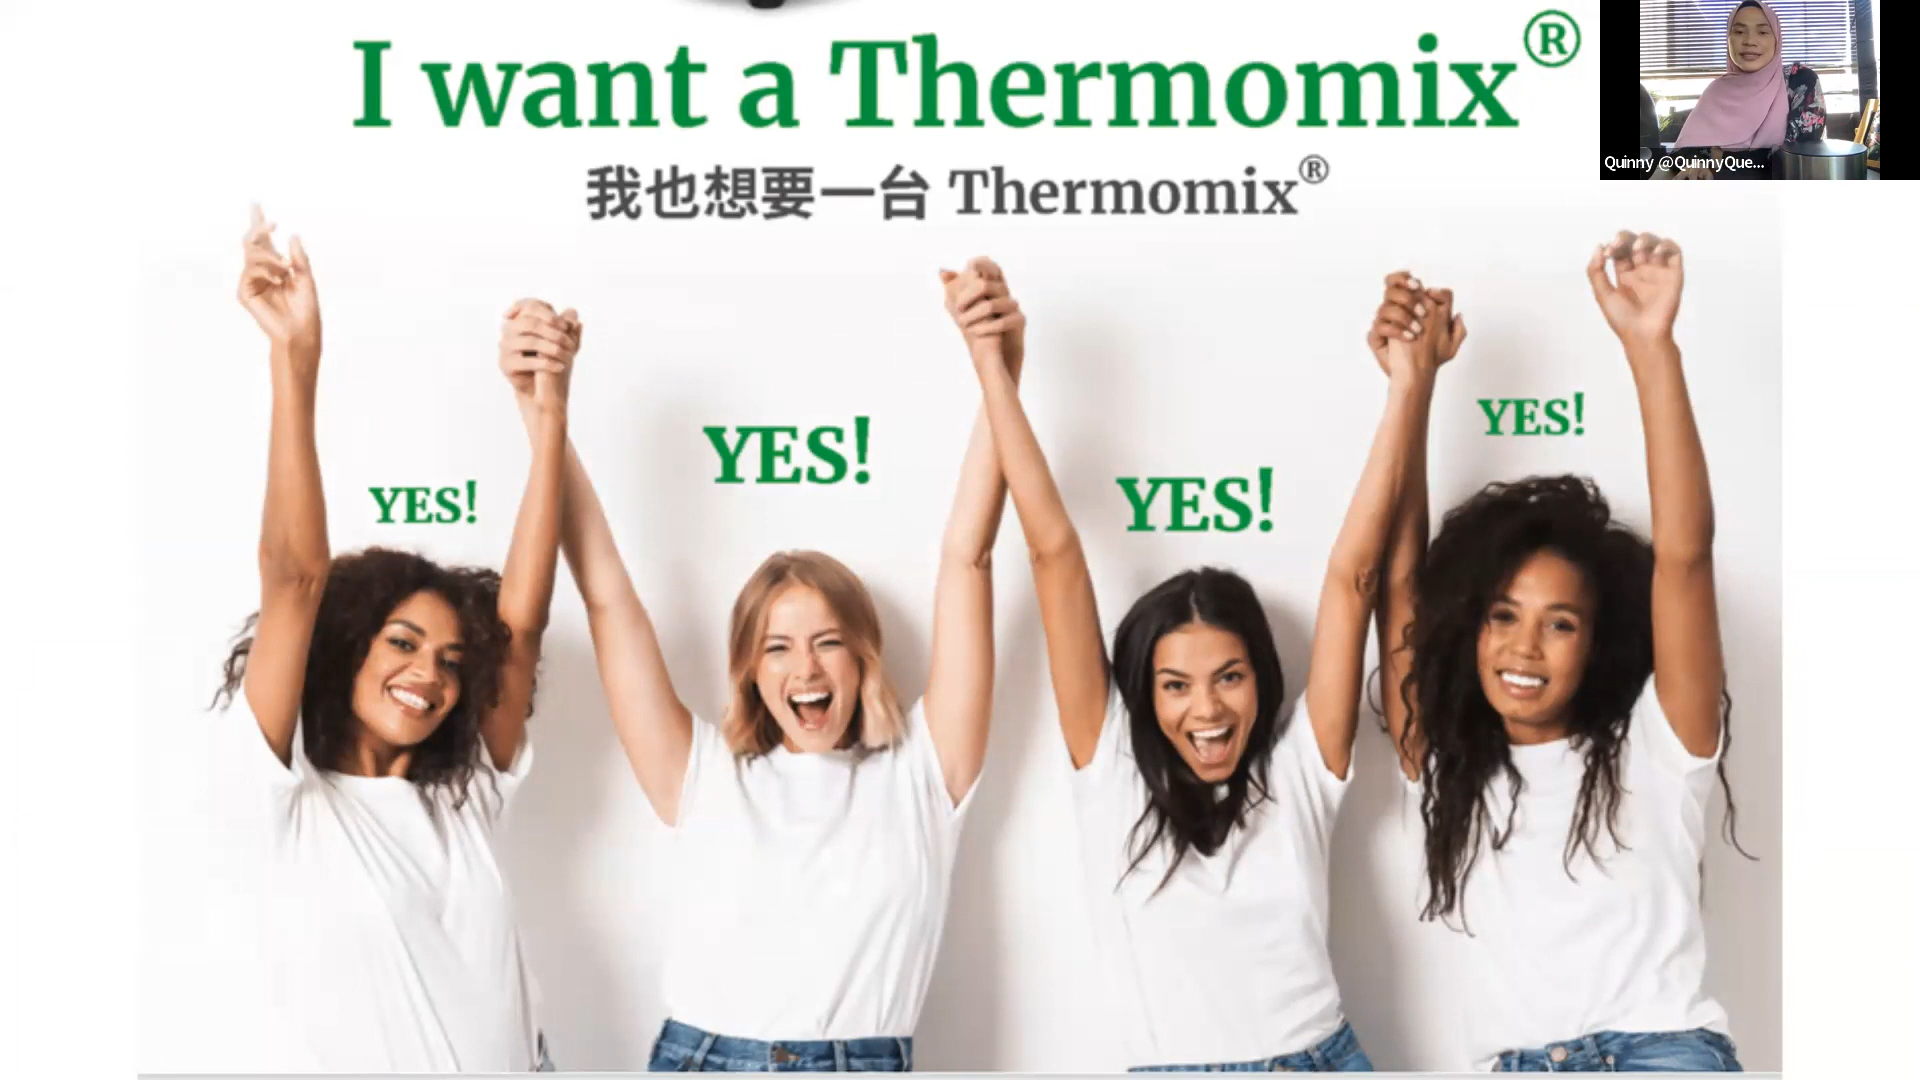 I want a Thermomix®
我也想要一台 Thermomix®
Quinny @QuinnyQue...
YES!
YES!
YES!
YES!